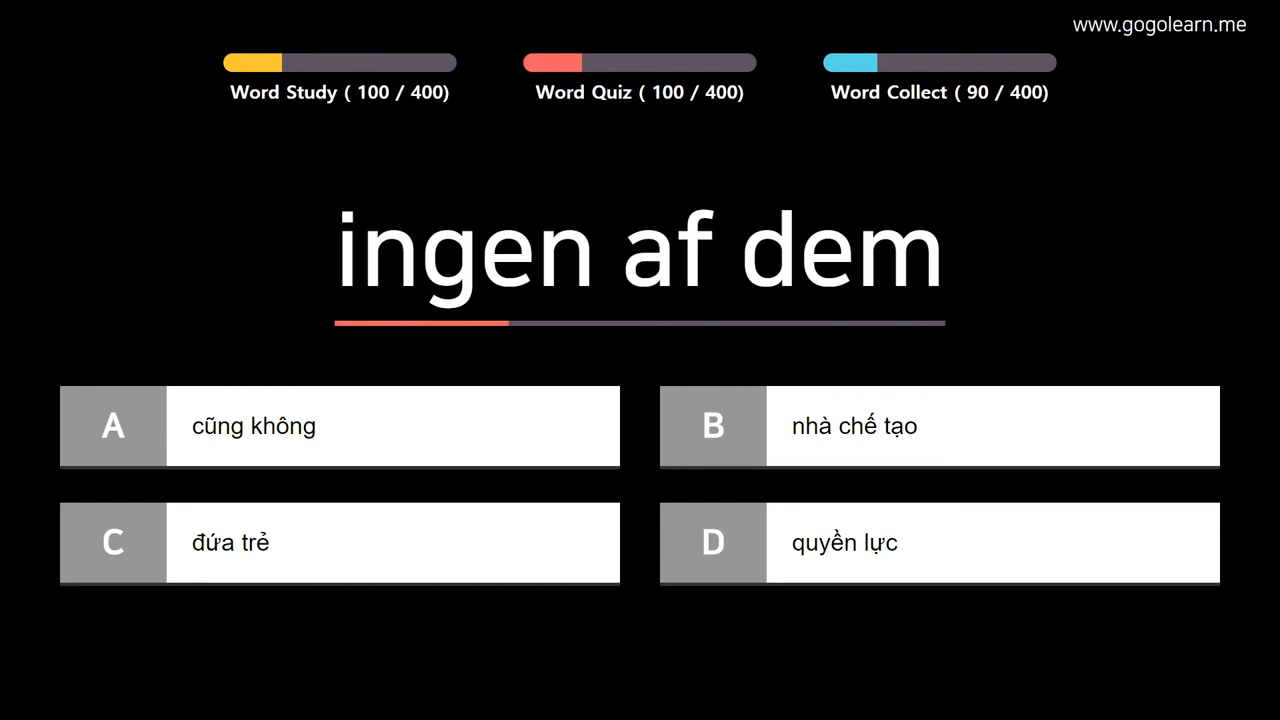 www.gogolearn.me
Word Study ( 100 / 400)
Word Quiz ( 100 / 400)
Word Collect ( 90 / 400)
ingen af dem
A cũng không
B nhà chế tạo
C đứa trẻ
D quyền lực